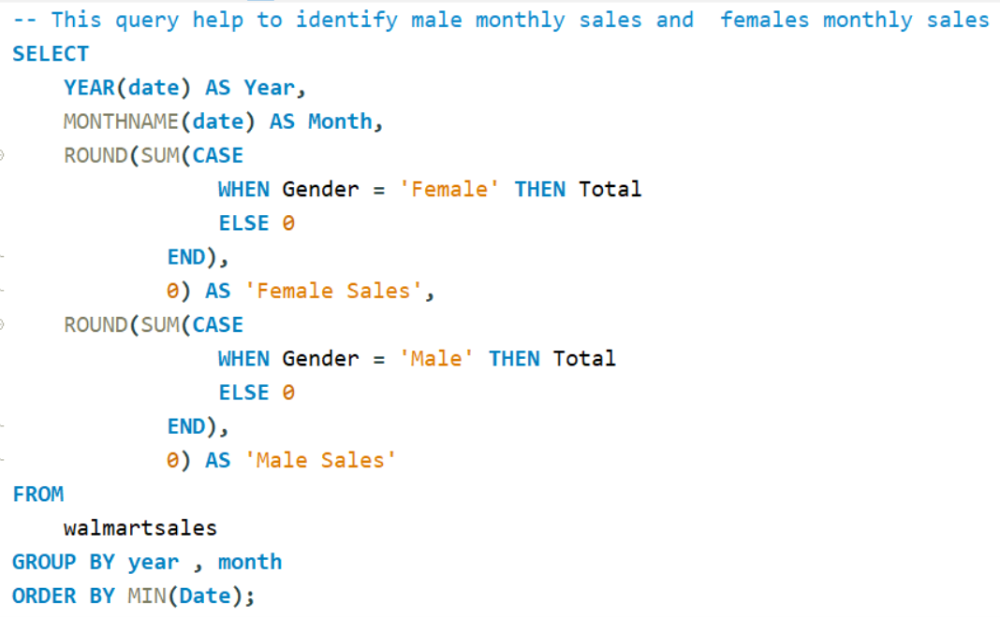 -- This query help to identify male monthly sales and  females monthly sales
SELECT
    YEAR(date) AS Year,
    MONTHNAME(date) AS Month,
    ROUND(SUM(CASE
                WHEN Gender = 'Female' THEN Total
                ELSE 0
            END),
            0) AS 'Female Sales',
    ROUND(SUM(CASE
                WHEN Gender = 'Male' THEN Total
                ELSE 0
            END),
            0) AS 'Male Sales'
FROM
    walmartsales
GROUP BY year , month
ORDER BY MIN(Date);